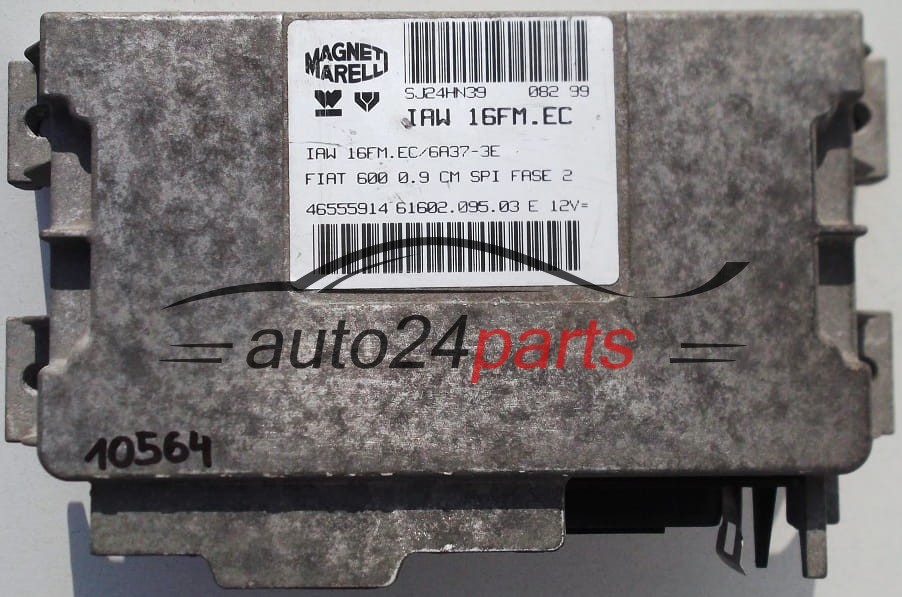 MAGNETI
MARELLI
SJ24HN39 082 99
IAW 16FM.EC
IAW 16FM.EC/6A37-3E
FIAT 600 0.9 CM SPI FASE 2
46555914 61602.095.03 E 12V=
auto24parts
10564